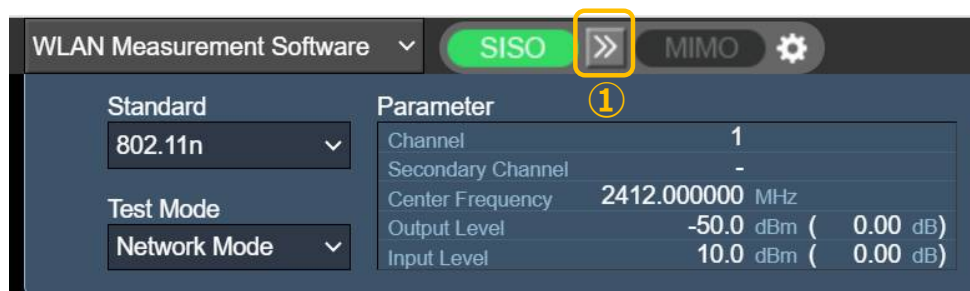 WLAN Measurement Software SISO >> MIMO
①
Standard
802.11n
Test Mode
Network Mode
Parameter
Channel 1
Secondary Channel -
Center Frequency 2412.000000 MHz
Output Level -50.0 dBm ( 0.00 dB)
Input Level 10.0 dBm ( 0.00 dB)